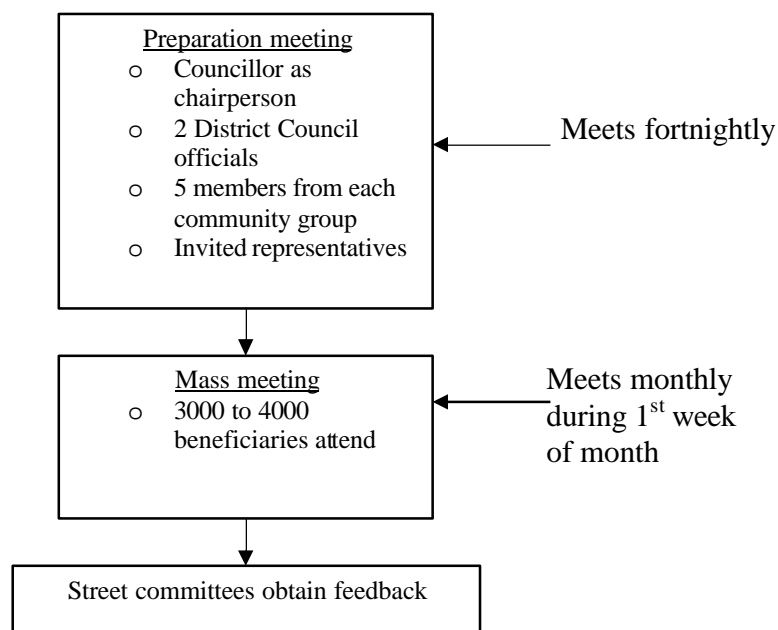 Preparation meeting
o Councillor as
chairperson
o 2 District Council
officials
o 5 members from each
community group
o Invited representatives
Meets fortnightly
Mass meeting
o 3000 to 4000
beneficiaries attend
Meets monthly
during 1st week
of month
Street committees obtain feedback